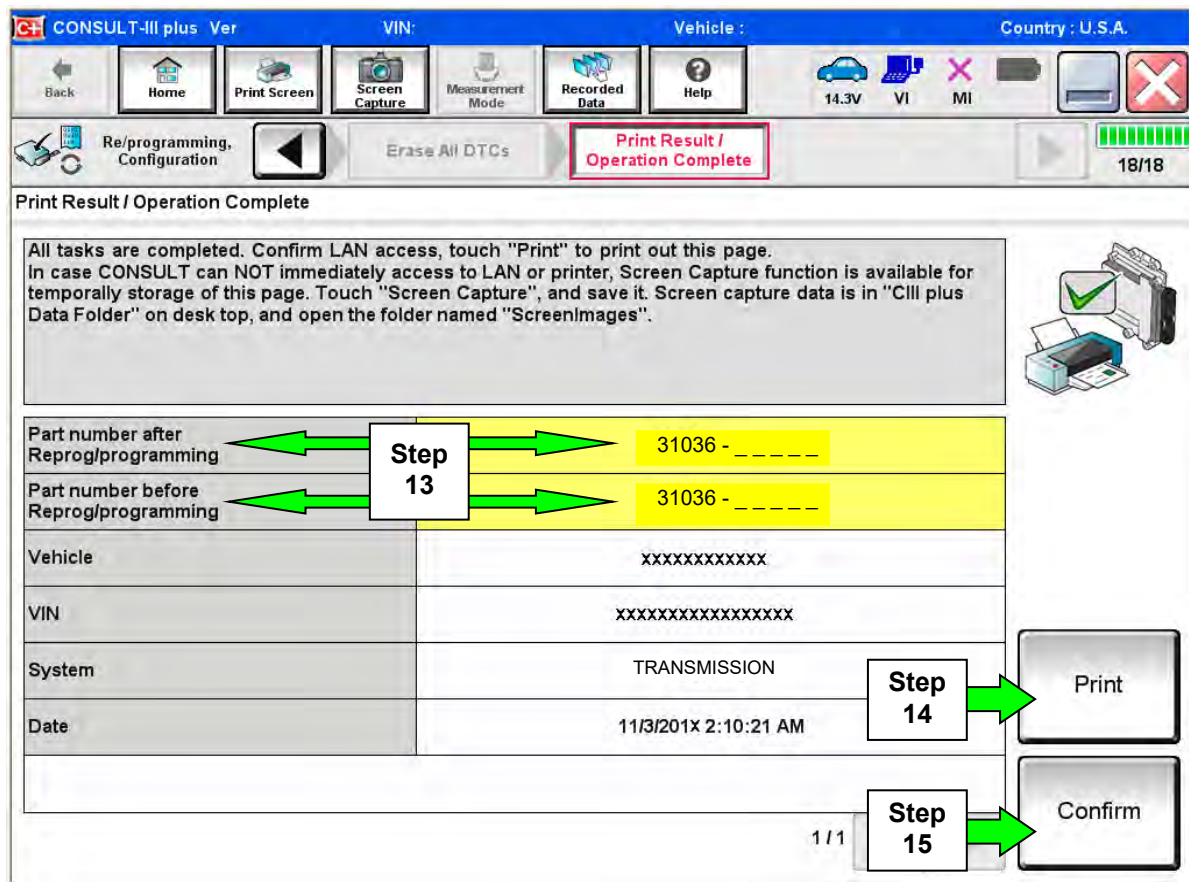 C+ CONSULT-III plus Ver VIN: Vehicle : Country : U.S.A.
Back
Home
Print Screen
Screen
Capture
Measurement
Mode
Recorded
Data
? Help
14.3V
VI
MI
Re/programming,
Configuration
Erase All DTCs
Print Result /
Operation Complete
18/18
Print Result / Operation Complete
All tasks are completed. Confirm LAN access, touch "Print" to print out this page.
In case CONSULT can NOT immediately access to LAN or printer, Screen Capture function is available for
temporally storage of this page. Touch "Screen Capture", and save it. Screen capture data is in "CIII plus
Data Folder" on desk top, and open the folder named "ScreenImages".
Part number after
Reprog/programming
31036 - _ _ _ _ _
Step
13
Part number before
Reprog/programming
31036 - _ _ _ _ _
Vehicle
xxxxxxxxxxxx
VIN
xxxxxxxxxxxxxxxxx
System
TRANSMISSION
Date
11/3/201X 2:10:21 AM
Step
14
Print
1 / 1
Step
15
Confirm